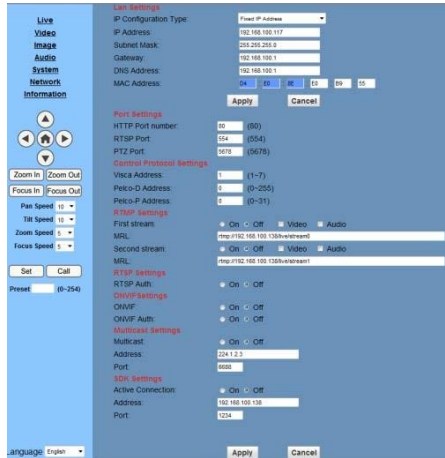 Live
Video
Image
Audio
System
Network
Information
Zoom In Zoom Out
Focus In Focus Out
Pan Speed 10
Tilt Speed 10
Zoom Speed 5
Focus Speed 5
Set Call
Preset (0~254)
Language English
Lan Settings
IP Configuration Type: Fixed IP Address
IP Address: 192.168.100.117
Subnet Mask: 255.255.255.0
Gateway: 192.168.100.1
DNS Address: 192.168.100.1
MAC Address: D4 : E0 : 8E : E0 : B9 : 55
Apply Cancel
Port Settings
HTTP Port number: 80 (80)
RTSP Port: 554 (554)
PTZ Port: 5678 (5678)
Control Protocol Settings
Visca Address: 1 (1~7)
Pelco-D Address: 0 (0~255)
Pelco-P Address: 0 (0~31)
RTMP Settings
First stream: On Off Video Audio
MRL: rtmp://192.168.100.138/live/stream0
Second stream: On Off Video Audio
MRL: rtmp://192.168.100.138/live/stream1
RTSP Settings
RTSP Auth: On Off
ONVIFSettings
ONVIF On Off
ONVIF Auth: On Off
Multicast Settings
Multicast On Off
Address: 224.1.2.3
Port: 8688
SDK Settings
Active Connection: On Off
Address: 192.168.100.138
Port: 1234
Apply Cancel